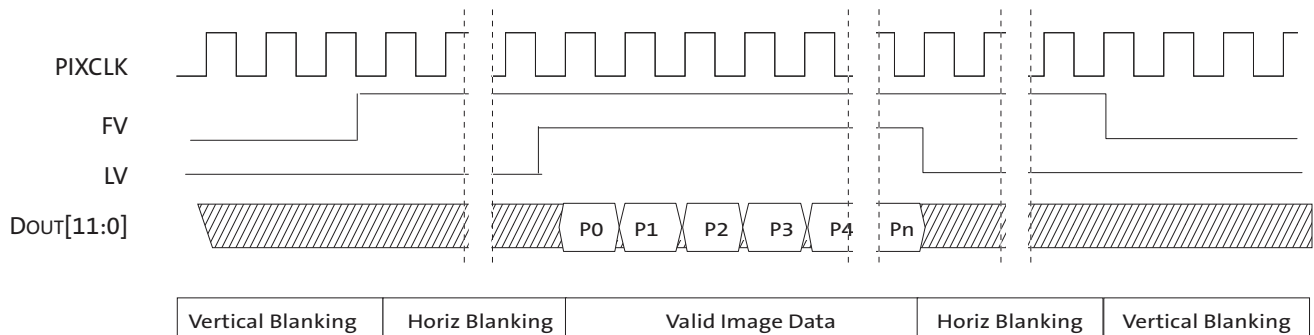 PIXCLK
FV
LV
DOUT[11:0]
P0 P1 P2 P3 P4 Pn
Vertical Blanking Horiz Blanking Valid Image Data Horiz Blanking Vertical Blanking